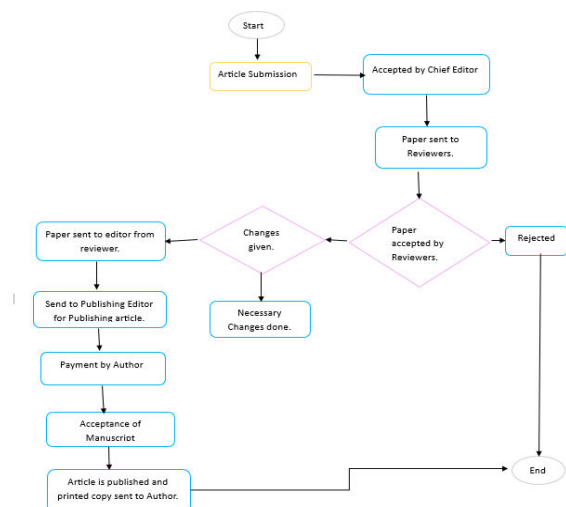 Start
Article Submission
Accepted by Chief Editor
Paper sent to
Reviewers.
Paper
accepted by
Reviewers.
Rejected
Changes
given.
Necessary
Changes done.
Paper sent to editor from
reviewer.
Send to Publishing Editor
for Publishing article.
Payment by Author
Acceptance of
Manuscript
Article is published and
printed copy sent to Author.
End